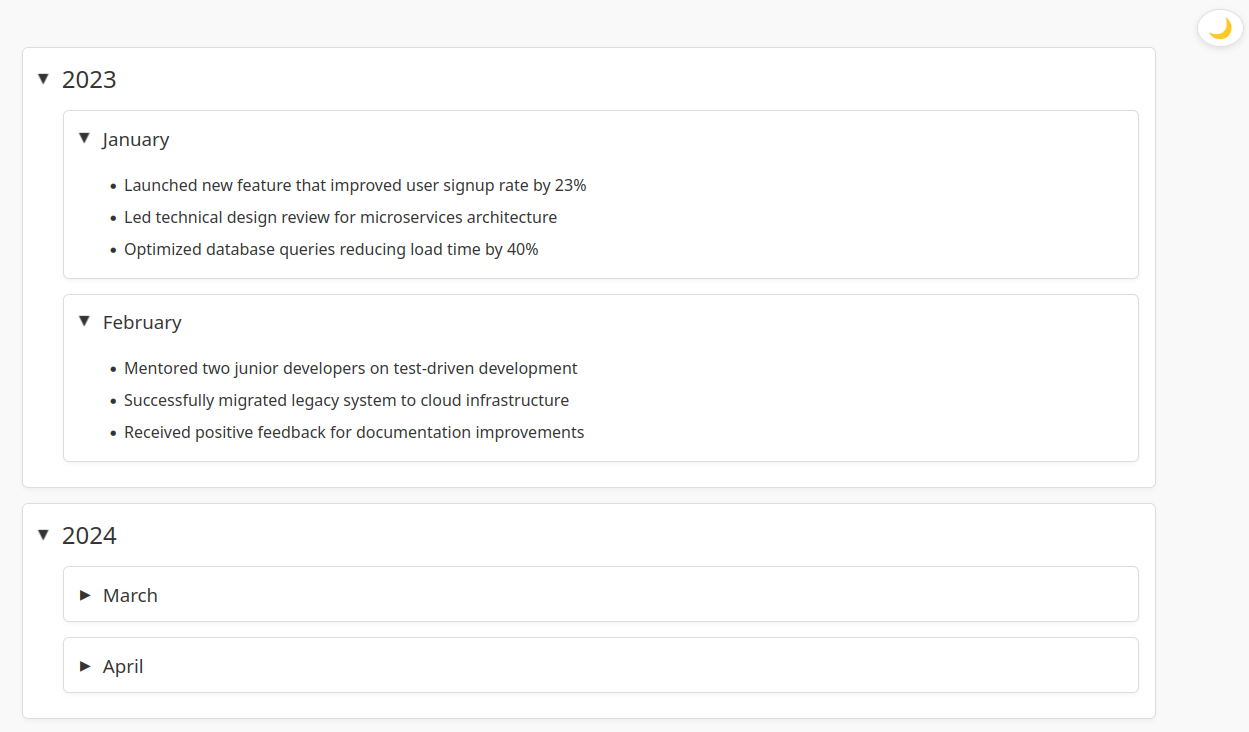 2023
January
Launched new feature that improved user signup rate by 23%
Led technical design review for microservices architecture
Optimized database queries reducing load time by 40%
February
Mentored two junior developers on test-driven development
Successfully migrated legacy system to cloud infrastructure
Received positive feedback for documentation improvements
2024
March
April